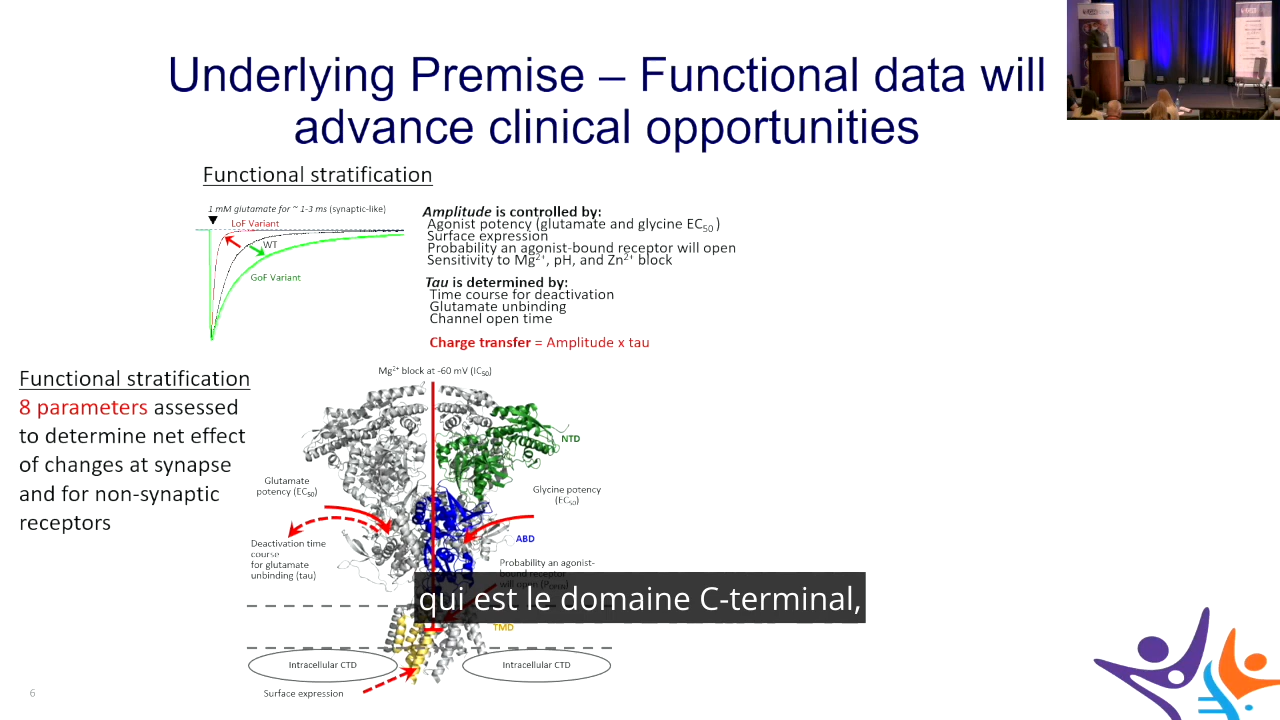 Underlying Premise – Functional data will
advance clinical opportunities
Functional stratification
1 mM glutamate for ~ 1-3 ms (synaptic-like)
LoF Variant
WT
GoF Variant
Amplitude is controlled by:
Agonist potency (glutamate and glycine EC50 )
Surface expression
Probability an agonist-bound receptor will open
Sensitivity to Mg2+, pH, and Zn2+ block
Tau is determined by:
Time course for deactivation
Glutamate unbinding
Channel open time
Charge transfer = Amplitude x tau
Functional stratification
8 parameters assessed
to determine net effect
of changes at synapse
and for non-synaptic
receptors
Mg2+ block at -60 mV (IC50)
NTD
Glutamate
potency (EC50)
Glycine potency
(EC50)
ABD
Deactivation time
course
for glutamate
unbinding (tau)
Probability an agonist-
bound receptor
will open (POPEN)
qui est le domaine C-terminal,
TMD
Intracellular CTD
Intracellular CTD
Surface expression
6